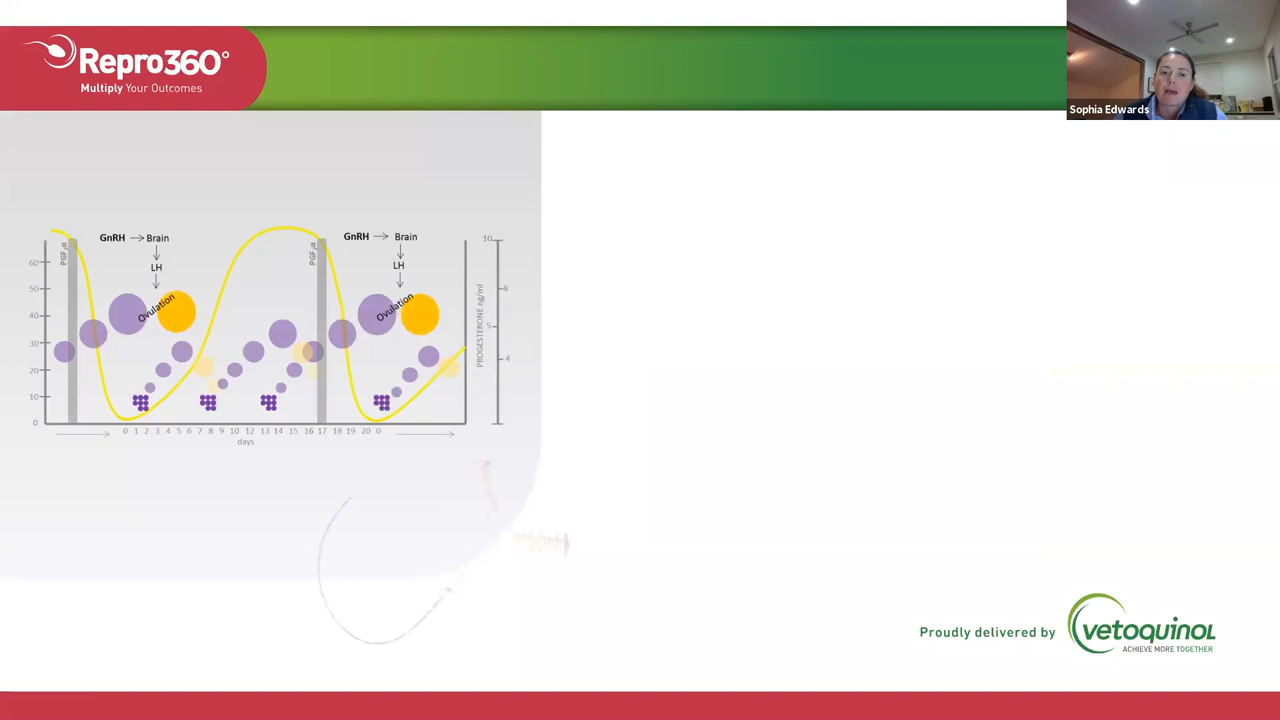 Repro360°
Multiply Your Outcomes
Sophia Edwards
GnRH → Brain
LH
Ovulation
PGF2α
GnRH → Brain
LH
Ovulation
PGF2α
60
50
40
30
20
10
0
10
8
5
4
PROGESTERONE ng/ml
0 1 2 3 4 5 6 7 8 9 10 12 13 14 15 16 17 18 19 20 0
days
Proudly delivered by
vetoquinol
ACHIEVE MORE TOGETHER